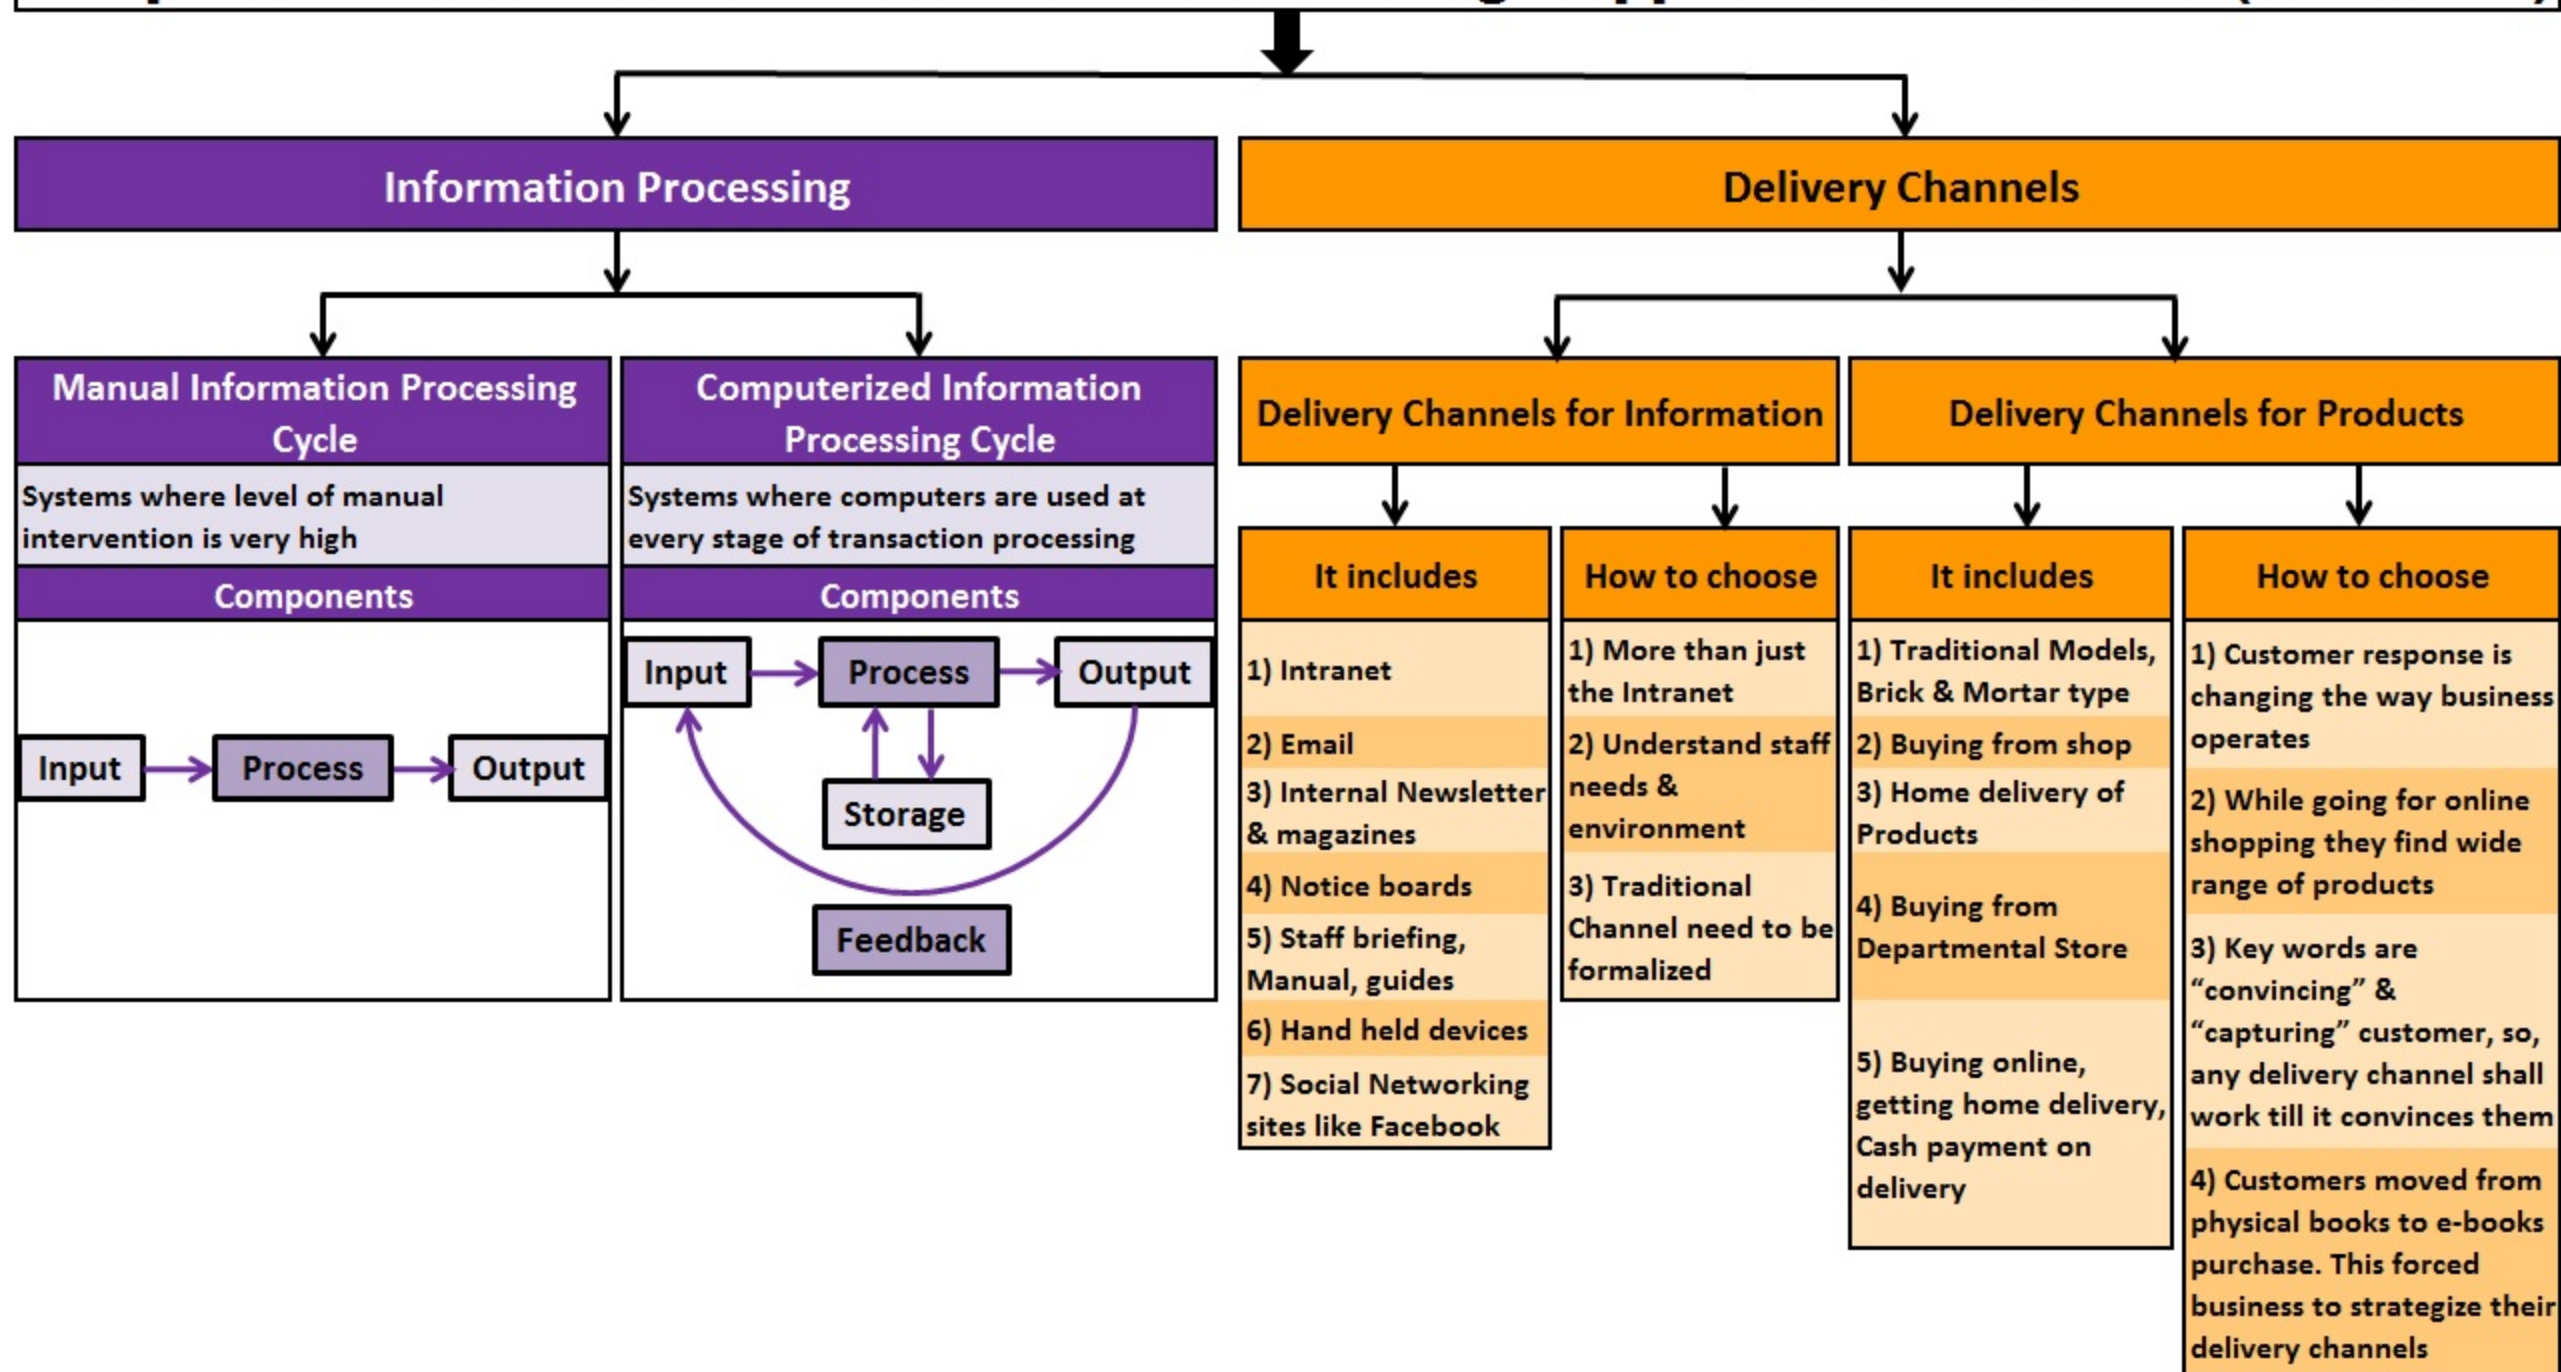 Information Processing
Delivery Channels
Manual Information Processing
Cycle
Systems where level of manual
intervention is very high
Components
Input
Process
Output
Computerized Information
Processing Cycle
Systems where computers are used at
every stage of transaction processing
Components
Input
Process
Output
Storage
Feedback
Delivery Channels for Information
It includes
1) Intranet
2) Email
3) Internal Newsletter
& magazines
4) Notice boards
5) Staff briefing,
Manual, guides
6) Hand held devices
7) Social Networking
sites like Facebook
How to choose
1) More than just
the Intranet
2) Understand staff
needs &
environment
3) Traditional
Channel need to be
formalized
Delivery Channels for Products
It includes
1) Traditional Models,
Brick & Mortar type
2) Buying from shop
3) Home delivery of
Products
4) Buying from
Departmental Store
5) Buying online,
getting home delivery,
Cash payment on
delivery
How to choose
1) Customer response is
changing the way business
operates
2) While going for online
shopping they find wide
range of products
3) Key words are
“convincing” &
“capturing” customer, so,
any delivery channel shall
work till it convinces them
4) Customers moved from
physical books to e-books
purchase. This forced
business to strategize their
delivery channels